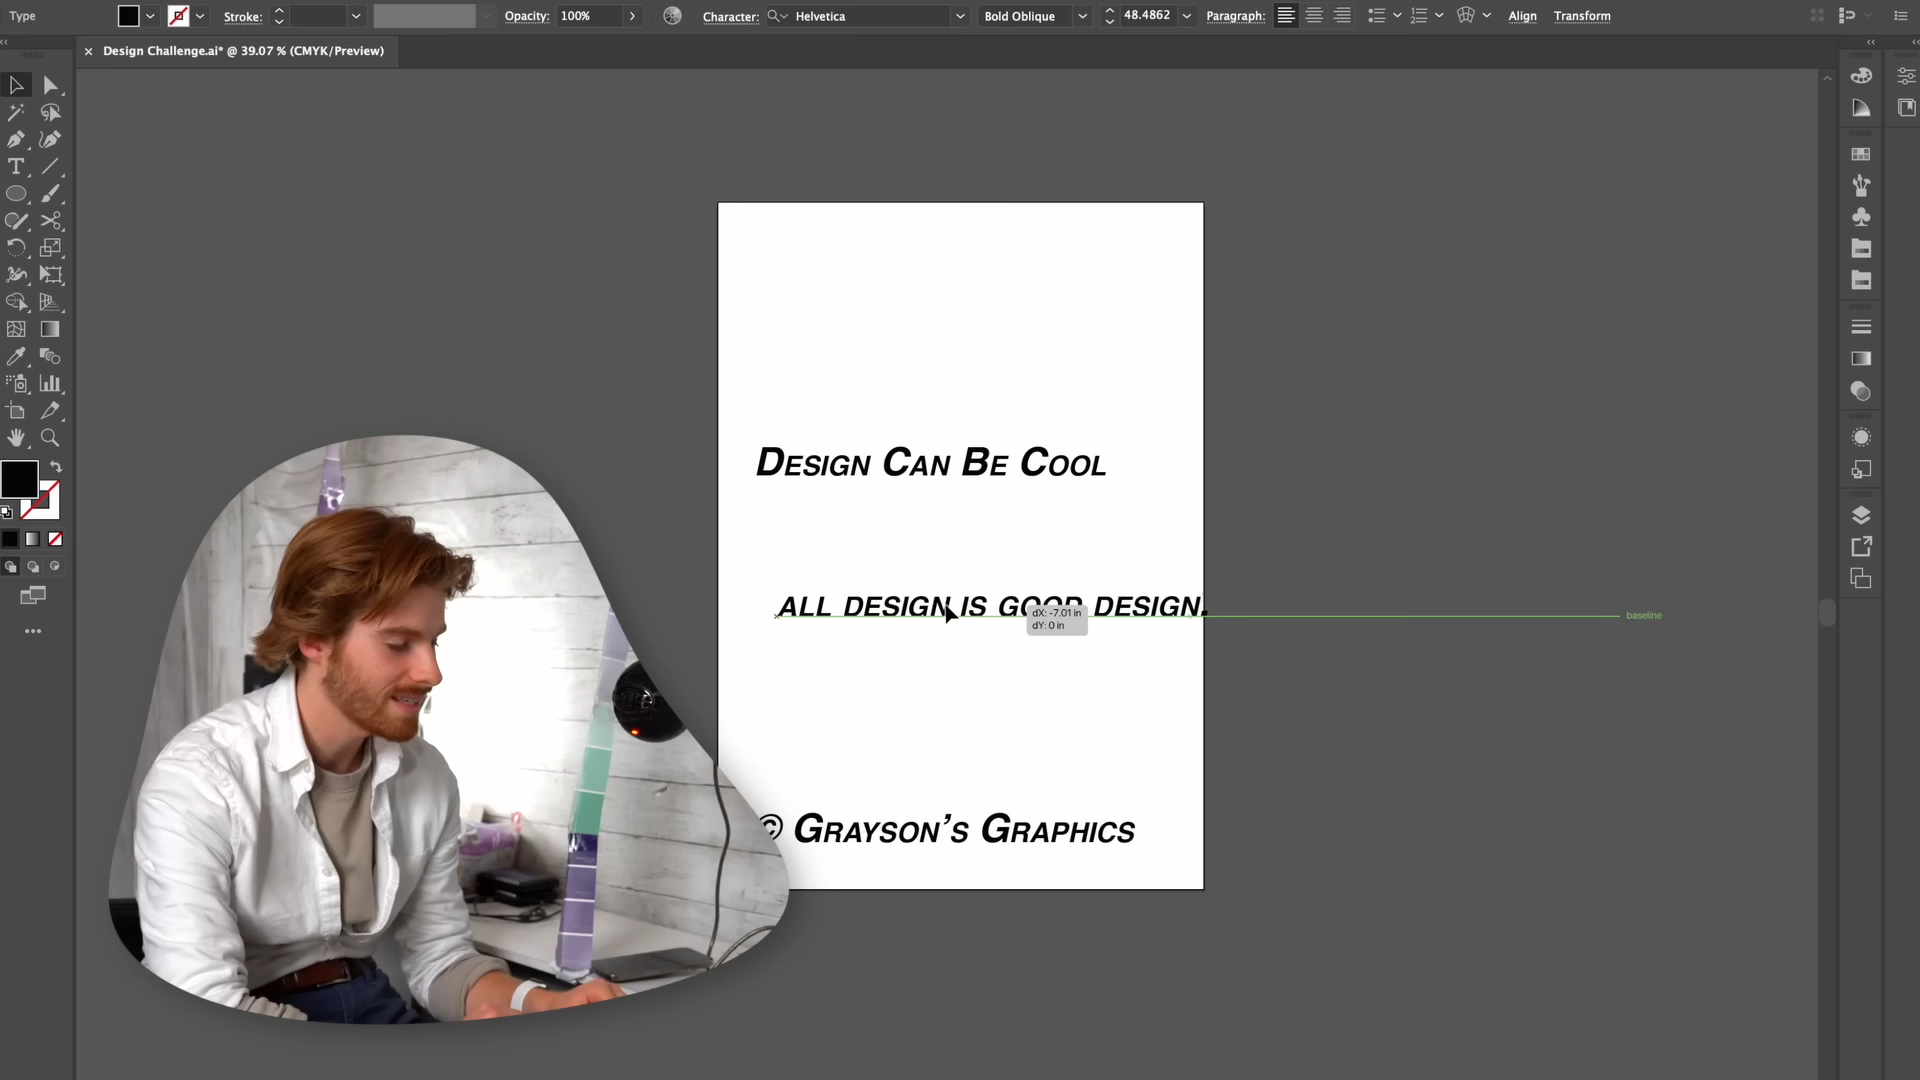 Type Stroke: Opacity: 100% Character: Helvetica Bold Oblique 48.4862 Paragraph: Align Transform
Design Challenge.ai* @ 39.07 % (CMYK/Preview)
Design Can Be Cool
ALL DESIGN IS GOOD DESIGN.
dX: -7.01 in
dY: 0 in
baseline
© Grayson’s Graphics